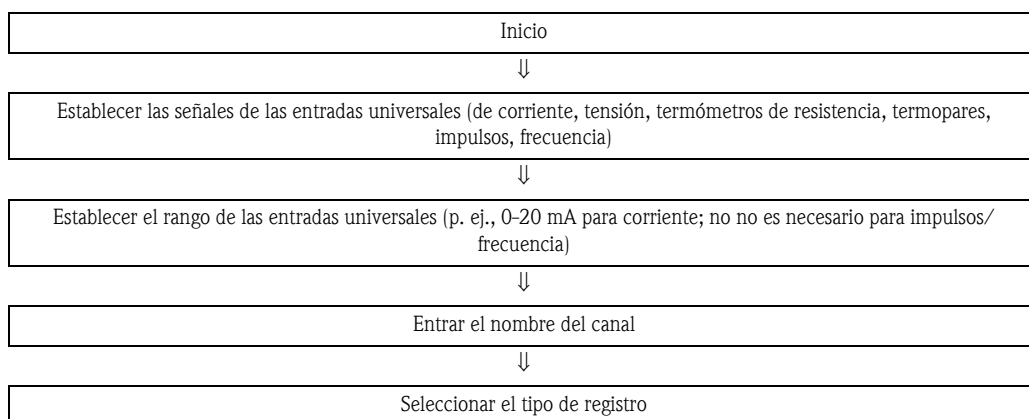 Inicio
⇓
Establecer las señales de las entradas universales (de corriente, tensión, termómetros de resistencia, termopares,
impulsos, frecuencia)
⇓
Establecer el rango de las entradas universales (p. ej., 0–20 mA para corriente; no no es necesario para impulsos/
frecuencia)
⇓
Entrar el nombre del canal
⇓
Seleccionar el tipo de registro